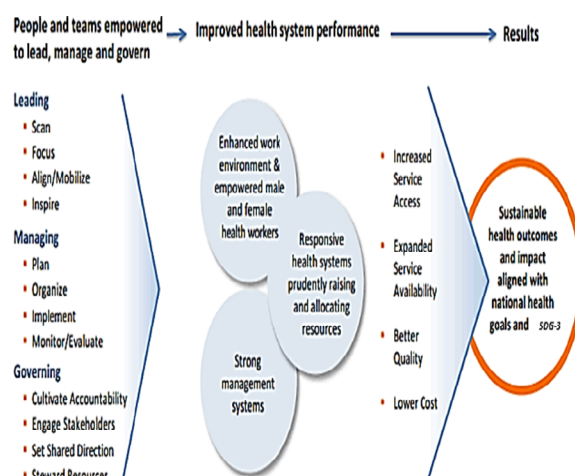 People and teams empowered
to lead, manage and govern
Improved health system performance
Results
Leading
Scan
Focus
Align/Mobilize
Inspire
Managing
Plan
Organize
Implement
Monitor/Evaluate
Governing
Cultivate Accountability
Engage Stakeholders
Set Shared Direction
Steward Resources
Enhanced work
environment &
empowered male
and female
health workers
Responsive
health systems
prudently raising
and allocating
resources
Strong
management
systems
Increased
Service
Access
Expanded
Service
Availability
Better
Quality
Lower Cost
Sustainable
health outcomes
and impact
aligned with
national health
goals and SDG-3